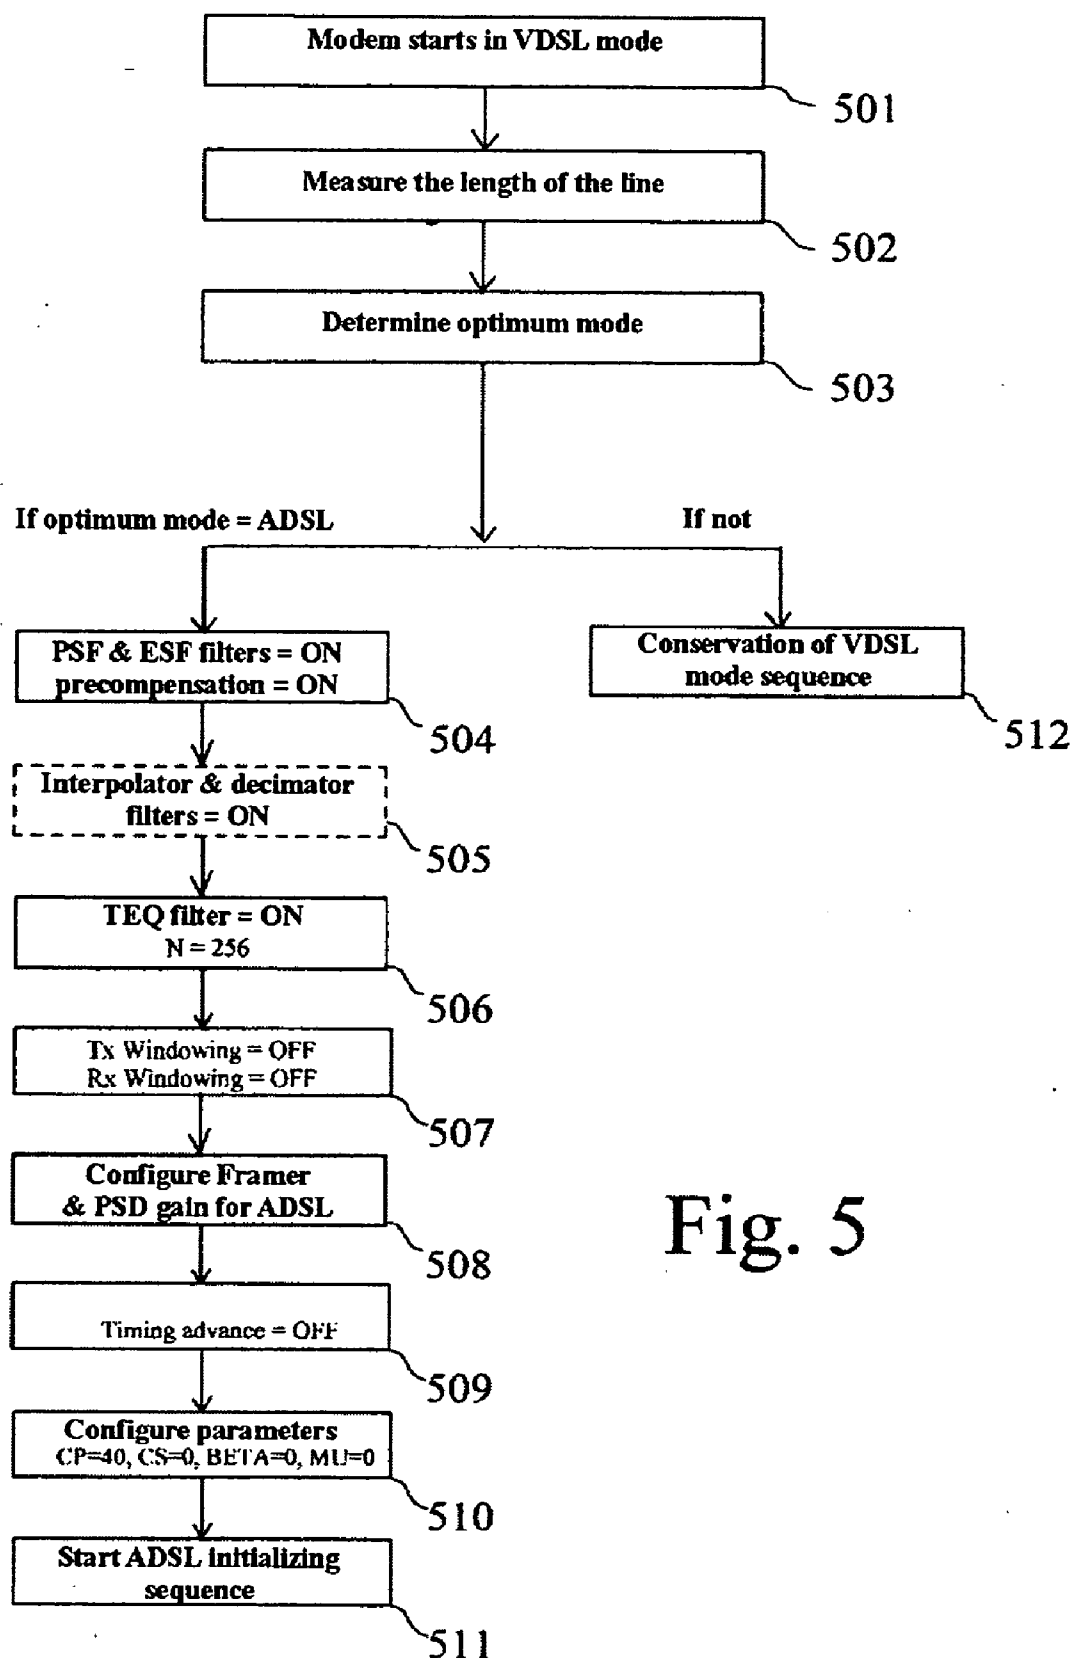 Modem starts in VDSL mode
501
Measure the length of the line
502
Determine optimum mode
503
If optimum mode = ADSL
If not
PSF & ESF filters = ON
precompensation = ON
504
Conservation of VDSL
mode sequence
512
Interpolator & decimator
filters = ON
505
TEQ filter = ON
N = 256
506
Tx Windowing = OFF
Rx Windowing = OFF
507
Configure Framer
& PSD gain for ADSL
508
Fig. 5
Timing advance = OFF
509
Configure parameters
CP=40, CS=0, BETA=0, MU=0
510
Start ADSL initializing
sequence
511